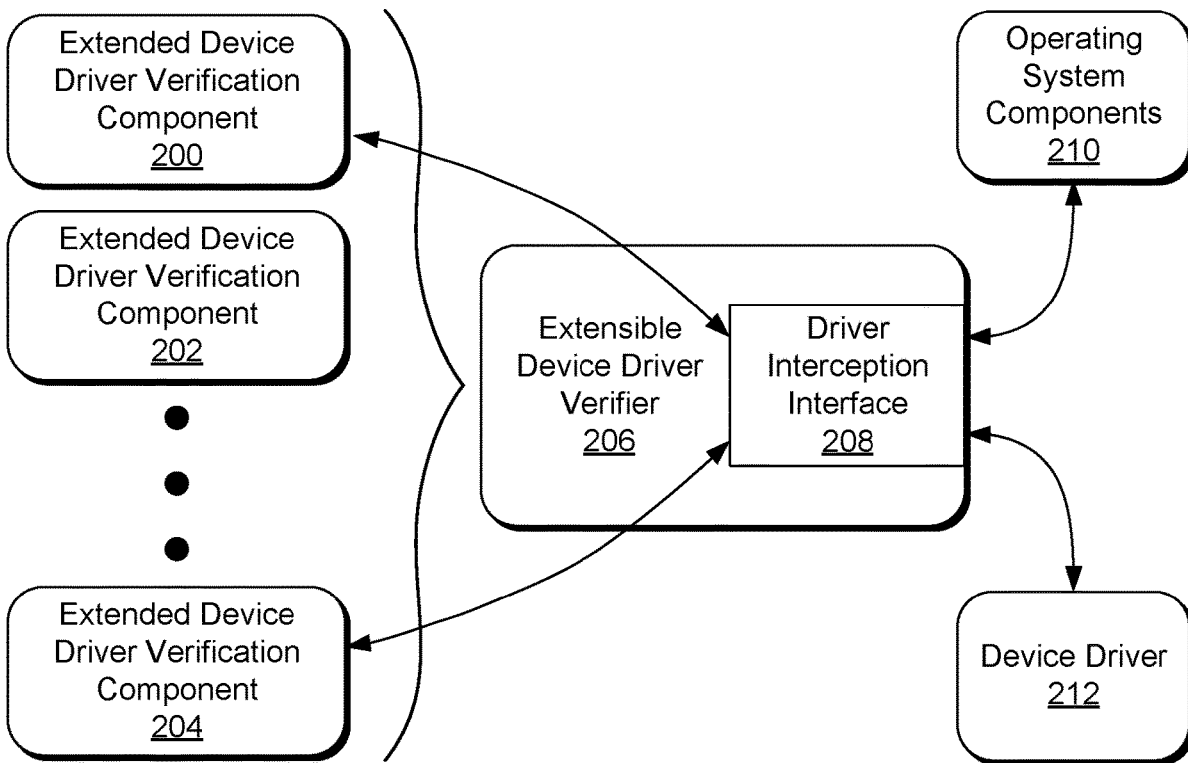 Extended Device
Driver Verification
Component
200
Extended Device
Driver Verification
Component
202
Extended Device
Driver Verification
Component
204
Extensible
Device Driver
Verifier
206
Driver
Interception
Interface
208
Operating
System
Components
210
Device Driver
212